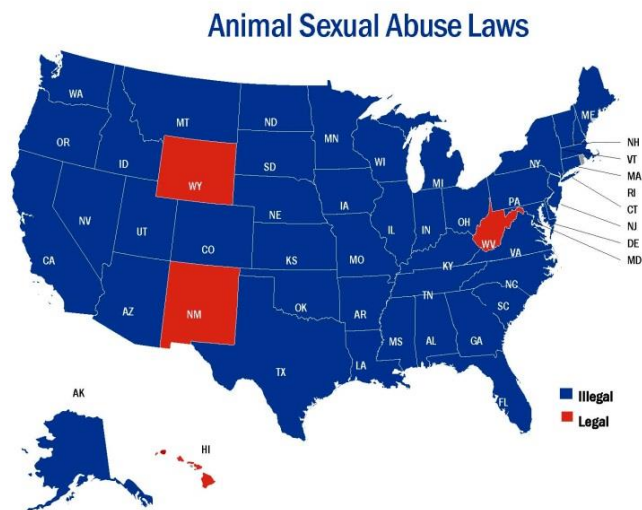 Animal Sexual Abuse Laws
WA
MT
ND
MN
ME
OR
ID
SD
WI
MI
NY
NH
VT
MA
RI
CT
NJ
DE
MD
WY
IA
NE
NV
UT
CO
IL
IN
OH
PA
WV
VA
CA
KS
MO
KY
NC
TN
SC
AZ
NM
OK
AR
MS
AL
GA
TX
LA
FL
AK
HI
Illegal
Legal